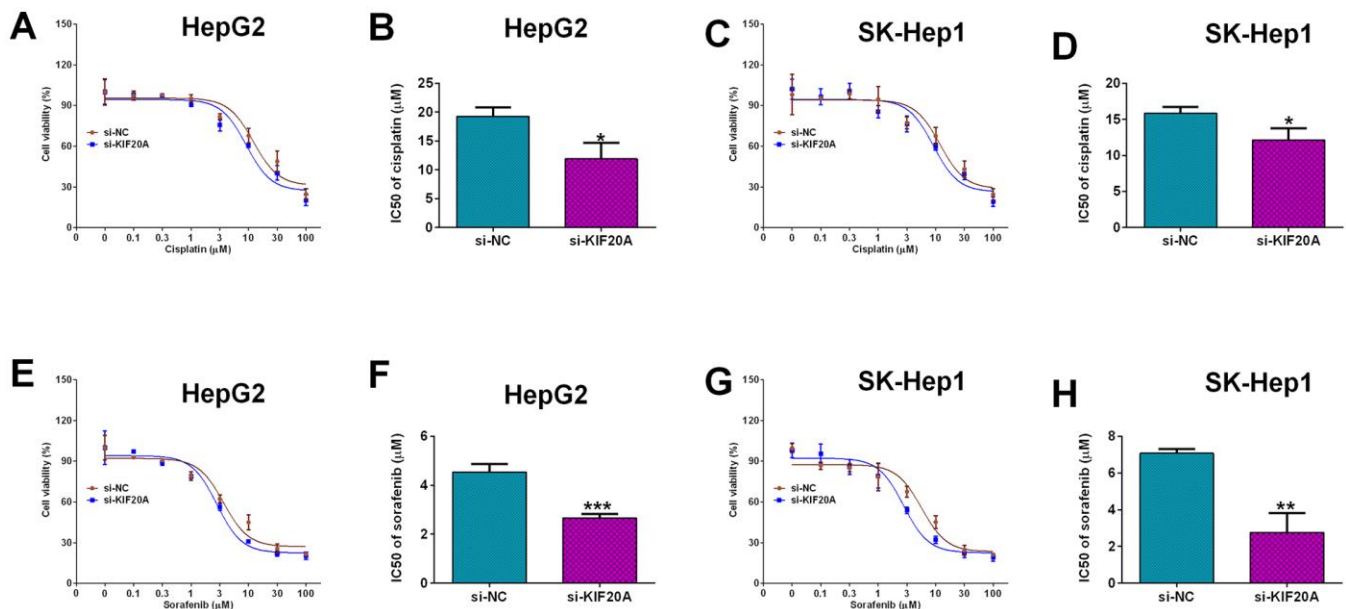 A
HepG2
Cell viability (%)
150
120
90
60
30
0
si-NC
si-KIF20A
0 0 0.1 0.3 1 3 10 30 100
Cisplatin (μM)
B
HepG2
IC50 of cisplatin (μM)
25
20
15
10
5
0
*
si-NC si-KIF20A
C
SK-Hep1
Cell viability (%)
150
120
90
60
30
0
si-NC
si-KIF20A
0 0 0.1 0.3 1 3 10 30 100
Cisplatin (μM)
D
SK-Hep1
IC50 of cisplatin (μM)
20
15
10
5
0
*
si-NC si-KIF20A
E
HepG2
Cell viability (%)
150
120
90
60
30
0
si-NC
si-KIF20A
0 0 0.1 0.3 1 3 10 30 100
Sorafenib (μM)
F
HepG2
IC50 of sorafenib (μM)
6
4
2
0
***
si-NC si-KIF20A
G
SK-Hep1
Cell viability (%)
150
120
90
60
30
0
si-NC
si-KIF20A
0 0 0.1 0.3 1 3 10 30 100
Sorafenib (μM)
H
SK-Hep1
IC50 of sorafenib (μM)
8
6
4
2
0
**
si-NC si-KIF20A